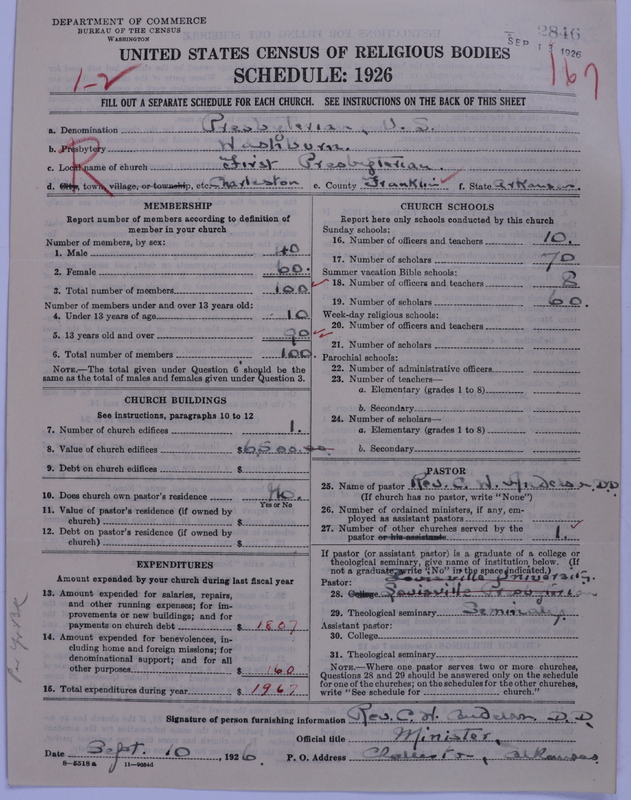 DEPARTMENT OF COMMERCE
BUREAU OF THE CENSUS
WASHINGTON
2846
SEP 13 1926
UNITED STATES CENSUS OF RELIGIOUS BODIES
SCHEDULE: 1926
1-2
167
FILL OUT A SEPARATE SCHEDULE FOR EACH CHURCH. SEE INSTRUCTIONS ON THE BACK OF THIS SHEET
R
a. Denomination Presbyterian, U.S.
b. Presbytery Washburn.
c. Local name of church First Presbyterian.
d. City, town, village, or township, etc. Charleston e. County Franklin f. State Arkansas.
MEMBERSHIP
Report number of members according to definition of
member in your church
Number of members, by sex:
1. Male 40
2. Female 60.
3. Total number of members 100
Number of members under and over 13 years old:
4. Under 13 years of age 10
5. 13 years old and over 90
6. Total number of members 100.
NOTE.—The total given under Question 6 should be the
same as the total of males and females given under Question 3.
CHURCH BUILDINGS
See instructions, paragraphs 10 to 12
7. Number of church edifices 1.
8. Value of church edifices $6,500.00
9. Debt on church edifices $
10. Does church own pastor's residence No.
Yes or No
11. Value of pastor's residence (if owned by
church) $
12. Debt on pastor's residence (if owned by
church) $
EXPENDITURES
Amount expended by your church during last fiscal year
13. Amount expended for salaries, repairs,
and other running expenses; for im-
provements or new buildings; and for
payments on church debt $ 1807
14. Amount expended for benevolences, in-
cluding home and foreign missions; for
denominational support; and for all
other purposes $ 160
15. Total expenditures during year $ 1967
CHURCH SCHOOLS
Report here only schools conducted by this church
Sunday schools:
16. Number of officers and teachers 10.
17. Number of scholars 70
Summer vacation Bible schools:
18. Number of officers and teachers 8
19. Number of scholars 60.
Week-day religious schools:
20. Number of officers and teachers
21. Number of scholars
Parochial schools:
22. Number of administrative officers
23. Number of teachers—
a. Elementary (grades 1 to 8)
b. Secondary
24. Number of scholars—
a. Elementary (grades 1 to 8)
b. Secondary
PASTOR
25. Name of pastor Rev. C. H. Anderson, D.D.
(If church has no pastor, write "None")
26. Number of ordained ministers, if any, em-
ployed as assistant pastors
27. Number of other churches served by the
pastor or his assistants 1.
If pastor (or assistant pastor) is a graduate of a college or
theological seminary, give name of institution below. (If
not a graduate, write "No" in the space indicated.)
Pastor: Louisville University.
28. College Louisville Presbyterian
29. Theological seminary Seminary.
Assistant pastor:
30. College
31. Theological seminary
NOTE.—Where one pastor serves two or more churches,
Questions 28 and 29 should be answered only on the schedule
for one of the churches; on the schedules for the other churches,
write "See schedule for church."
Signature of person furnishing information Rev. C. H. Anderson D.D.
Official title Minister,
Date Sept. 10, 1926 P. O. Address Charleston, Arkansas
8—5518 a 11—9064d